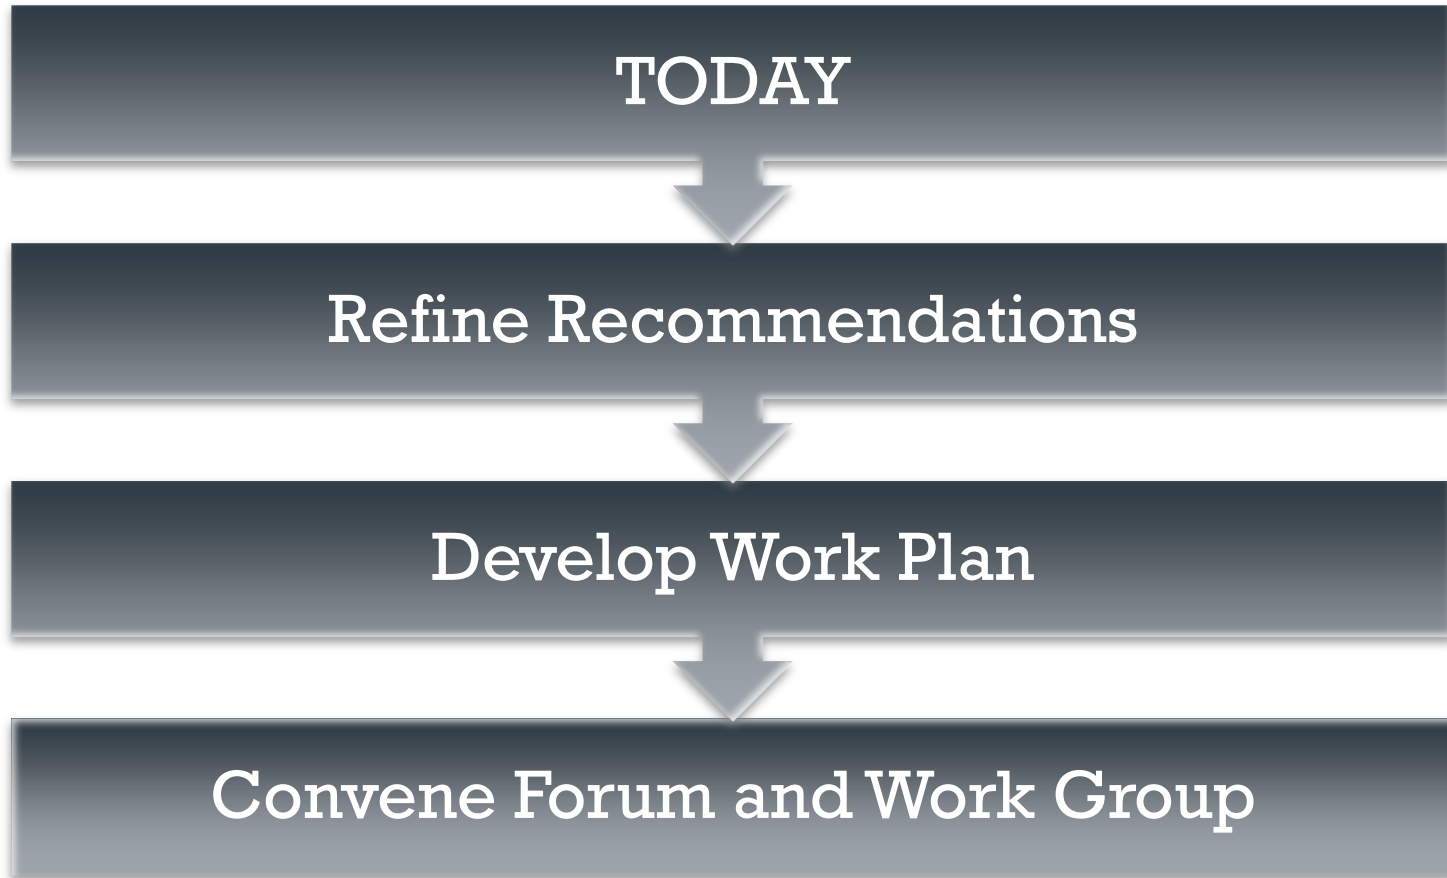 TODAY
Refine Recommendations
Develop Work Plan
Convene Forum and Work Group